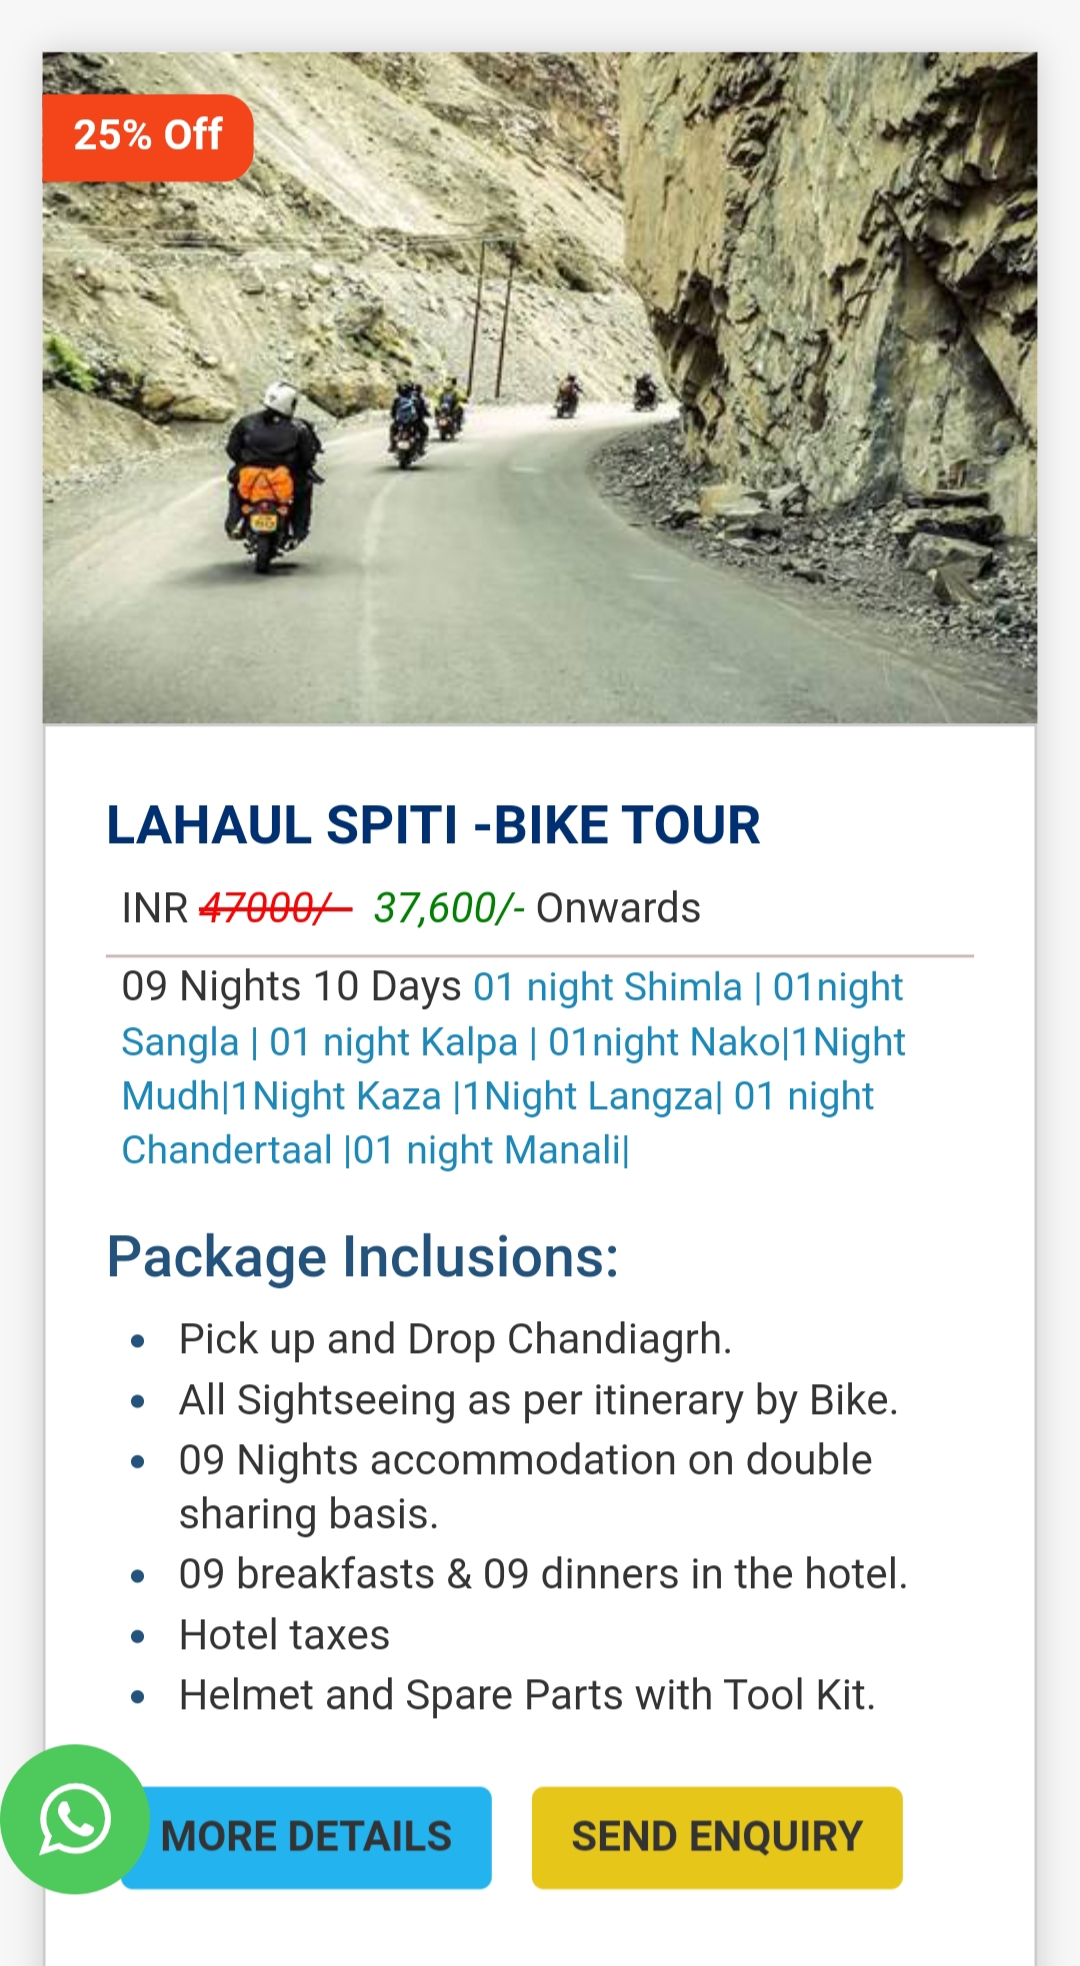 25% Off
LAHAUL SPITI -BIKE TOUR
INR 47000/- 37,600/- Onwards
09 Nights 10 Days 01 night Shimla | 01night
Sangla | 01 night Kalpa | 01night Nako|1Night
Mudh|1Night Kaza |1Night Langza| 01 night
Chandertaal |01 night Manali|
Package Inclusions:
• Pick up and Drop Chandiagrh.
• All Sightseeing as per itinerary by Bike.
• 09 Nights accommodation on double
sharing basis.
• 09 breakfasts & 09 dinners in the hotel.
• Hotel taxes
• Helmet and Spare Parts with Tool Kit.
MORE DETAILS
SEND ENQUIRY